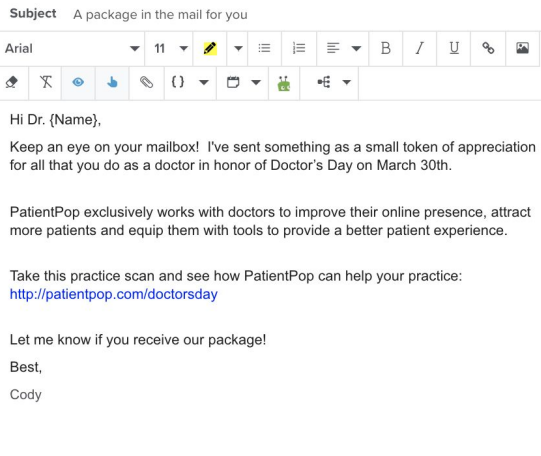 Subject A package in the mail for you
Arial 11 B I U
{}
Hi Dr. {Name},
Keep an eye on your mailbox!  I've sent something as a small token of appreciation
for all that you do as a doctor in honor of Doctor’s Day on March 30th.
PatientPop exclusively works with doctors to improve their online presence, attract
more patients and equip them with tools to provide a better patient experience.
Take this practice scan and see how PatientPop can help your practice:
http://patientpop.com/doctorsday
Let me know if you receive our package!
Best,
Cody